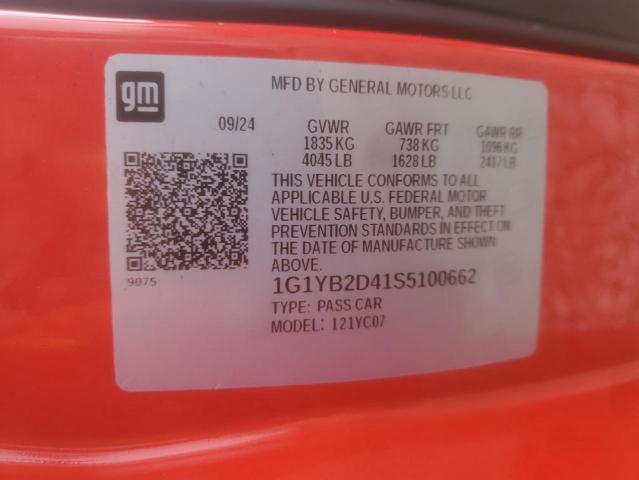 gm
MFD BY GENERAL MOTORS LLC
09/24 GVWR GAWR FRT GAWR RR
1835 KG 738 KG 1096 KG
4045 LB 1628 LB 2417 LB
THIS VEHICLE CONFORMS TO ALL
APPLICABLE U.S. FEDERAL MOTOR
VEHICLE SAFETY, BUMPER, AND THEFT
PREVENTION STANDARDS IN EFFECT ON
THE DATE OF MANUFACTURE SHOWN
ABOVE.
9075
1G1YB2D41S5100662
TYPE: PASS CAR
MODEL: 121YC07